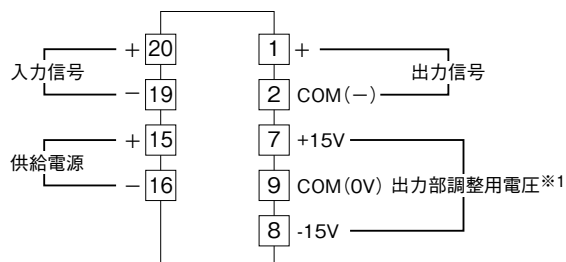 入力信号
+ 20
− 19
供給電源
+ 15
− 16
1 +
2 COM(−)
出力信号
7 +15V
9 COM(0V) 出力部調整用電圧※1
8 -15V